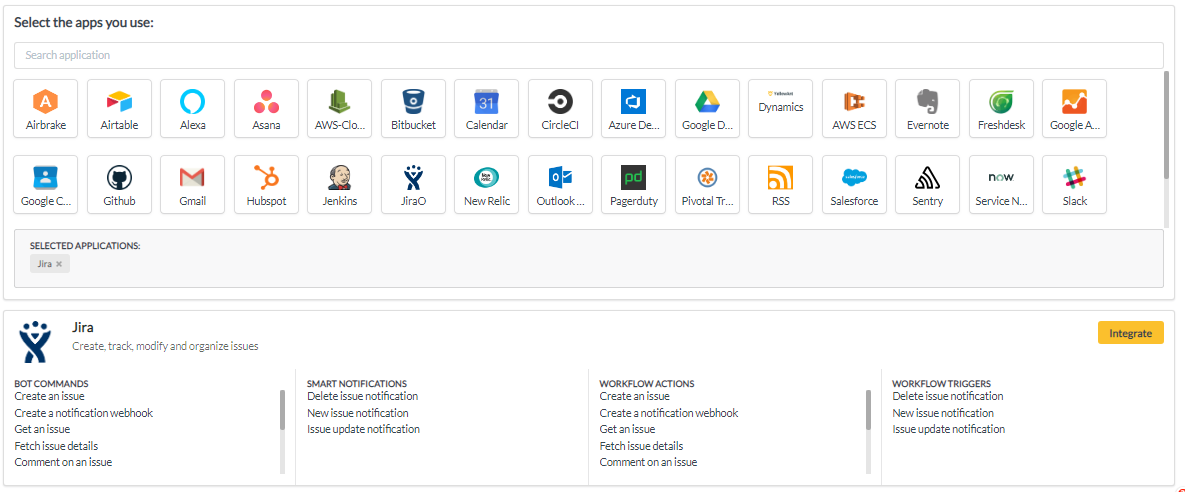 Select the apps you use:
Search application
Airbrake
Airtable
Alexa
Asana
AWS-Clo...
Bitbucket
31
Calendar
CircleCI
Azure De...
Google D...
Dynamics
AWS ECS
Evernote
Freshdesk
Google A...
Google C...
Github
Gmail
Hubspot
Jenkins
JiraO
New Relic
Outlook ...
pd
Pagerduty
Pivotal Tr...
RSS
salesforce
Salesforce
Sentry
now
Service N...
Slack
SELECTED APPLICATIONS:
Jira ×
Jira
Create, track, modify and organize issues
Integrate
BOT COMMANDS
Create an issue
Create a notification webhook
Get an issue
Fetch issue details
Comment on an issue
SMART NOTIFICATIONS
Delete issue notification
New issue notification
Issue update notification
WORKFLOW ACTIONS
Create an issue
Create a notification webhook
Get an issue
Fetch issue details
Comment on an issue
WORKFLOW TRIGGERS
Delete issue notification
New issue notification
Issue update notification